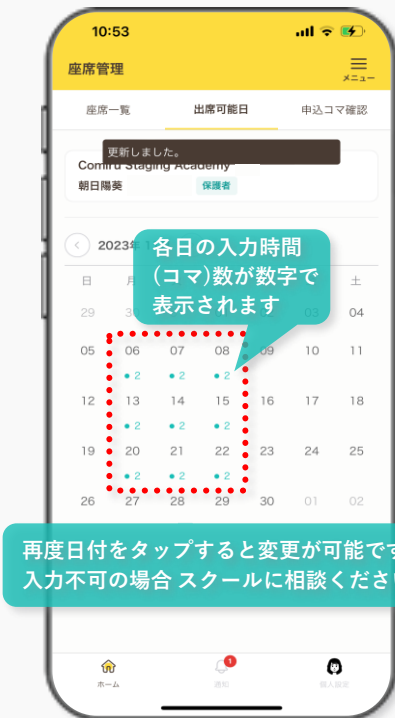 10:53
座席管理
メニュー
座席一覧 出席可能日 申込コマ確認
更新しました。
Comiru Staging Academy
朝日陽葵 保護者
2023年
各日の入力時間
(コマ)数が数字で
表示されます
日 土
29 03 04
05 06 07 08 09 10 11
2 2 2
12 13 14 15 16 17 18
2 2 2
19 20 21 22 23 24 25
2 2 2
26 27 28 29 30 01 02
再度日付をタップすると変更が可能です
入力不可の場合 スクールに相談ください
1
ホーム 通知 個人設定